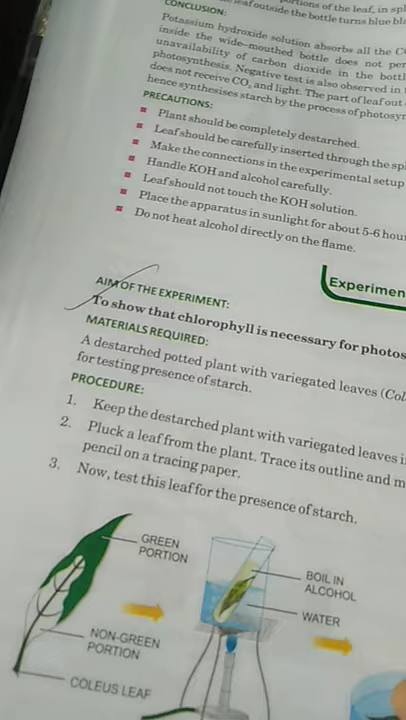 portions of the leaf, in spl
leaf outside the bottle turns blue bla
CONCLUSION:
Potassium hydroxide solution absorbs all the CO
inside the wide-mouthed bottle does not per
unavailability of carbon dioxide in the bottl
photosynthesis. Negative test is also observed in
does not receive CO₂ and light. The part of leaf out
hence synthesises starch by the process of photosyn
PRECAUTIONS:
Plant should be completely destarched.
Leaf should be carefully inserted through the spl
Make the connections in the experimental setup
Handle KOH and alcohol carefully.
Leaf should not touch the KOH solution.
Place the apparatus in sunlight for about 5-6 hour
Do not heat alcohol directly on the flame.
Experimen
AIM OF THE EXPERIMENT:
To show that chlorophyll is necessary for photos
MATERIALS REQUIRED:
A destarched potted plant with variegated leaves (Col
for testing presence of starch.
PROCEDURE:
1. Keep the destarched plant with variegated leaves i
2. Pluck a leaf from the plant. Trace its outline and m
pencil on a tracing paper.
3. Now, test this leaf for the presence of starch.
GREEN
PORTION
BOIL IN
ALCOHOL
WATER
NON-GREEN
PORTION
COLEUS LEAF